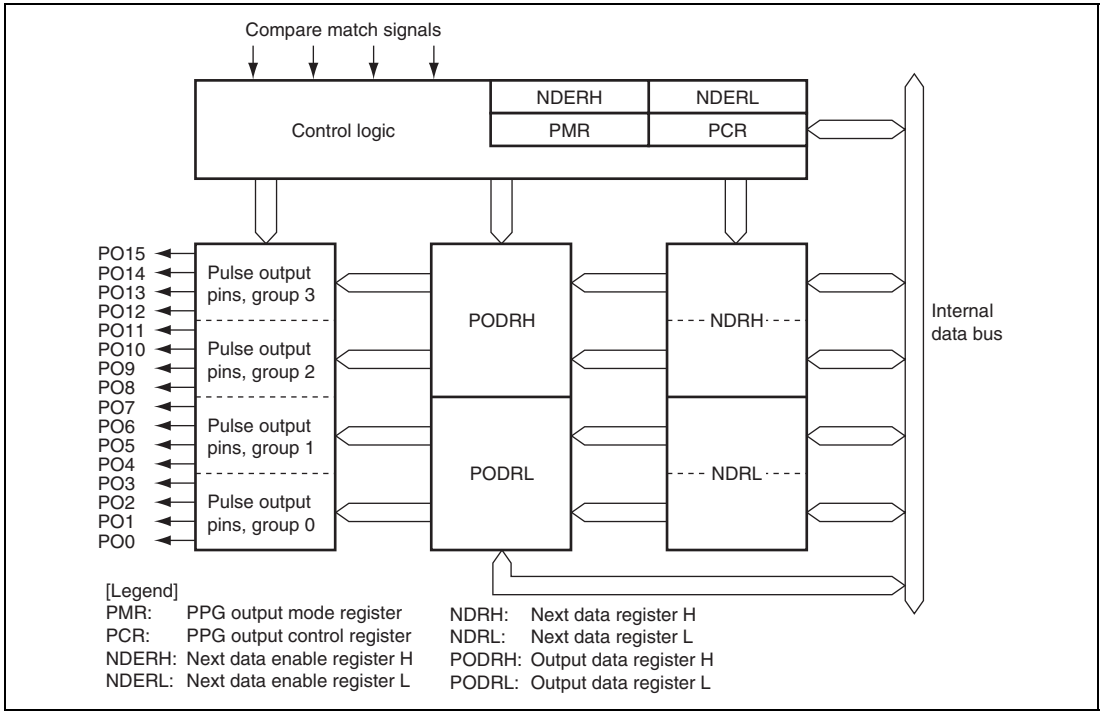 Compare match signals
NDERH NDERL
Control logic PMR PCR
PO15
PO14
PO13
PO12
PO11
PO10
PO9
PO8
PO7
PO6
PO5
PO4
PO3
PO2
PO1
PO0
Pulse output
pins, group 3
Pulse output
pins, group 2
Pulse output
pins, group 1
Pulse output
pins, group 0
PODRH
PODRL
NDRH
NDRL
Internal
data bus
[Legend]
PMR: PPG output mode register
PCR: PPG output control register
NDERH: Next data enable register H
NDERL: Next data enable register L
NDRH: Next data register H
NDRL: Next data register L
PODRH: Output data register H
PODRL: Output data register L